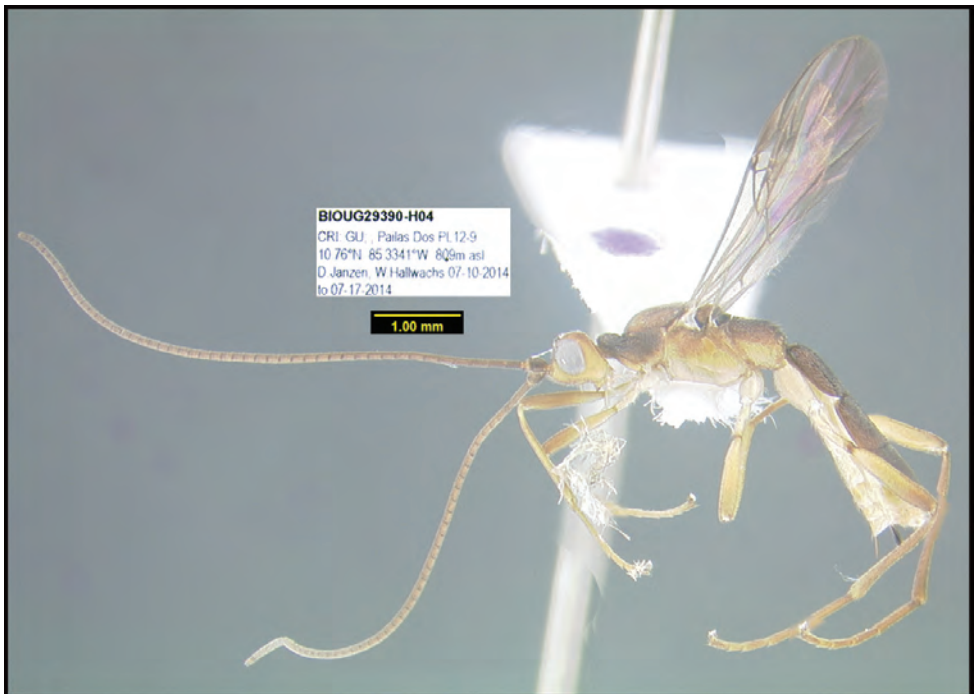 BIOUG29390-H04
CRI: GU; , Pailas Dos PL12-9
10.76°N 85.3341°W 809m asl
D Janzen, W Hallwachs 07-10-2014
to 07-17-2014
1.00 mm